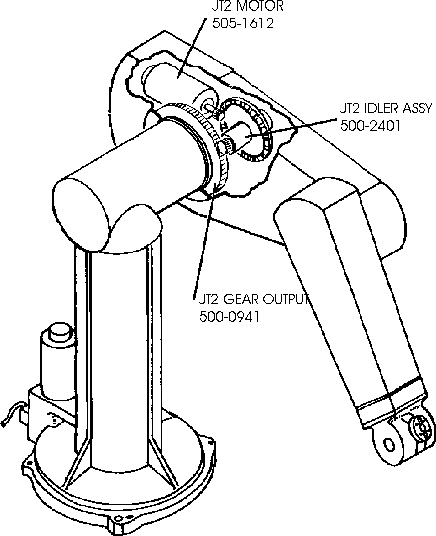 JT2 MOTOR
505-1612
JT2 IDLER ASSY
500-2401
JT2 GEAR OUTPUT
500-0941